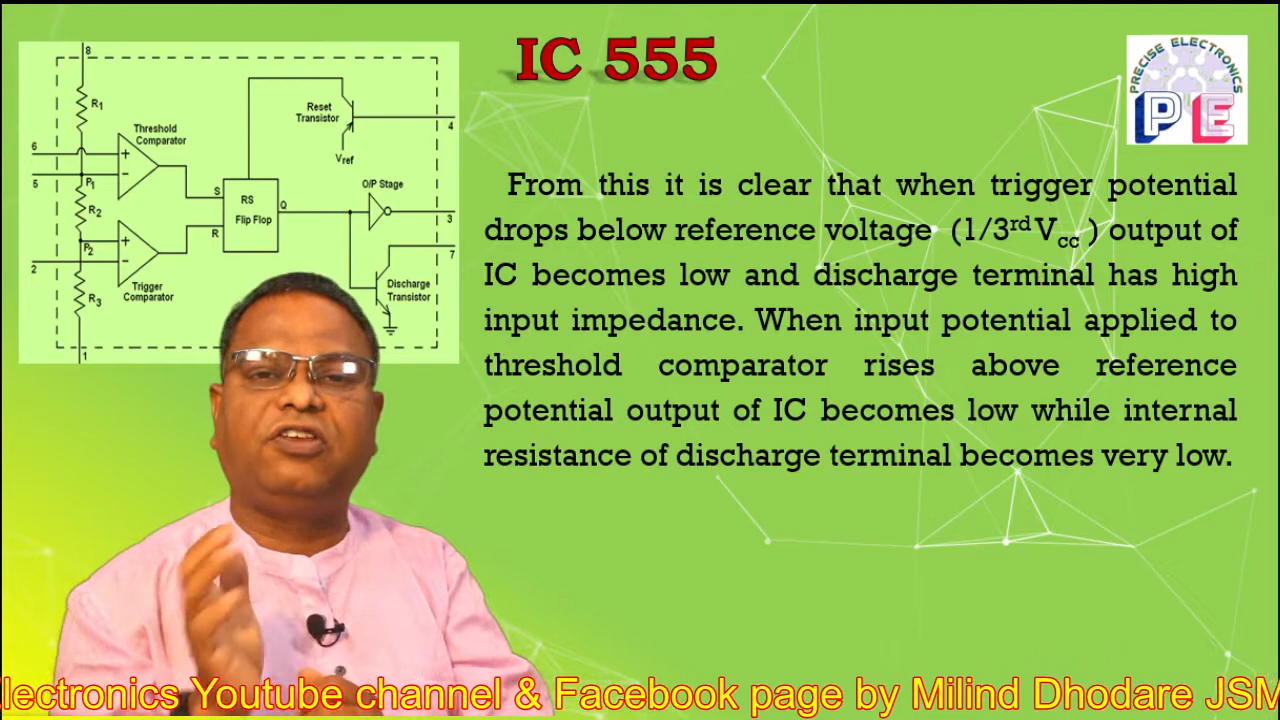 IC 555
PRECISE ELECTRONICS
P E
8
R1
Threshold
Comparator
Reset
Transistor
4
6
+
5
P1
-
Vref
S
RS
Flip Flop
Q
O/P Stage
3
R2
R
7
P2
+
2
-
Discharge
Transistor
R3
Trigger
Comparator
1
From this it is clear that when trigger potential
drops below reference voltage (1/3rd Vcc ) output of
IC becomes low and discharge terminal has high
input impedance. When input potential applied to
threshold comparator rises above reference
potential output of IC becomes low while internal
resistance of discharge terminal becomes very low.
lectronics Youtube channel & Facebook page by Milind Dhodare JSM